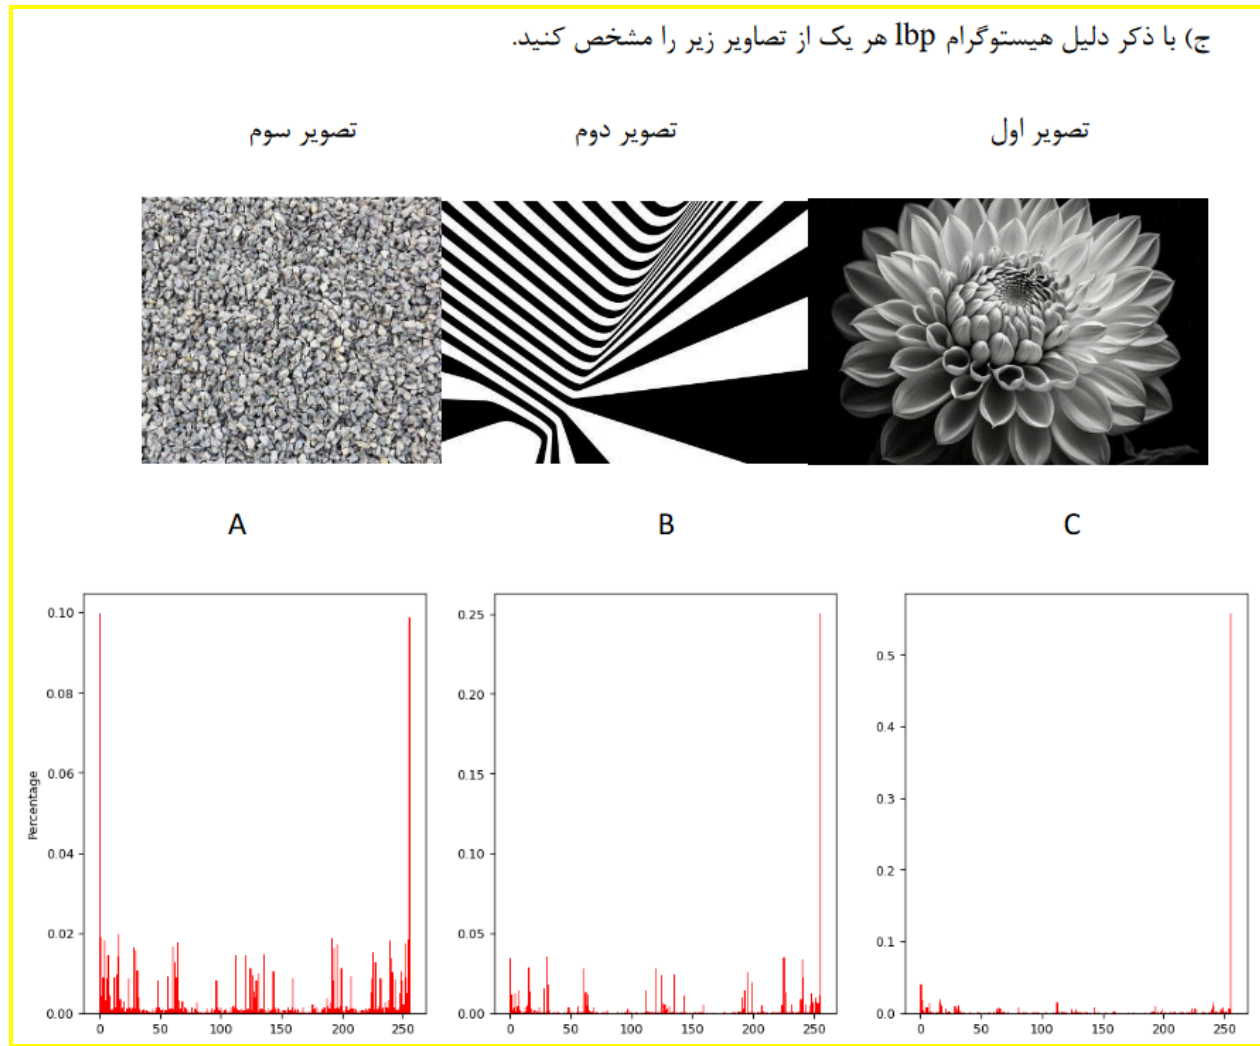 ج) با ذکر دلیل هیستوگرام lbp هر یک از تصاویر زیر را مشخص کنید.
تصویر اول
تصویر دوم
تصویر سوم
A
B
C
Percentage
0.10
0.08
0.06
0.04
0.02
0.00
0 50 100 150 200 250
0.25
0.20
0.15
0.10
0.05
0.00
0 50 100 150 200 250
0.5
0.4
0.3
0.2
0.1
0.0
0 50 100 150 200 250